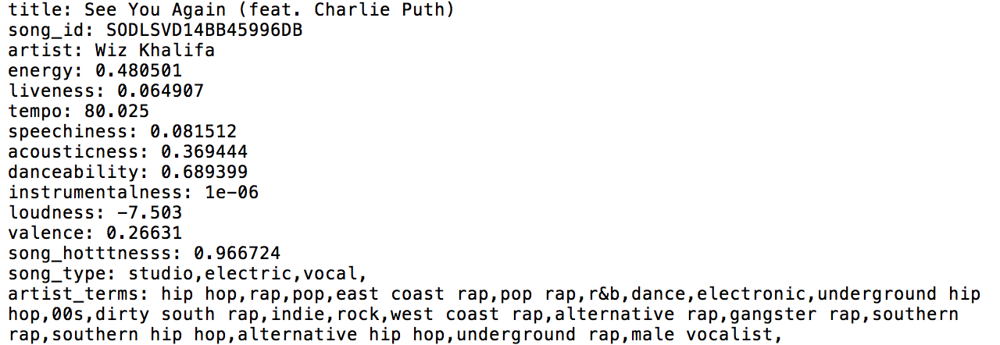 title: See You Again (feat. Charlie Puth)
song_id: SODLSVD14BB45996DB
artist: Wiz Khalifa
energy: 0.480501
liveness: 0.064907
tempo: 80.025
speechiness: 0.081512
acousticness: 0.369444
danceability: 0.689399
instrumentalness: 1e-06
loudness: -7.503
valence: 0.26631
song_hotttnesss: 0.966724
song_type: studio,electric,vocal,
artist_terms: hip hop,rap,pop,east coast rap,pop rap,r&b,dance,electronic,underground hip
hop,00s,dirty south rap,indie,rock,west coast rap,alternative rap,gangster rap,southern
rap,southern hip hop,alternative hip hop,underground rap,male vocalist,